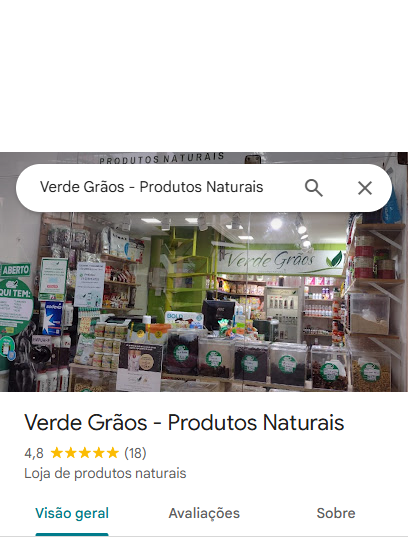 PRODUTOS NATURAIS
Verde Grãos - Produtos Naturais
Verde Grãos
ABERTO
QUI TEM:
Verde Grãos - Produtos Naturais
4,8 (18)
Loja de produtos naturais
Visão geral
Avaliações
Sobre